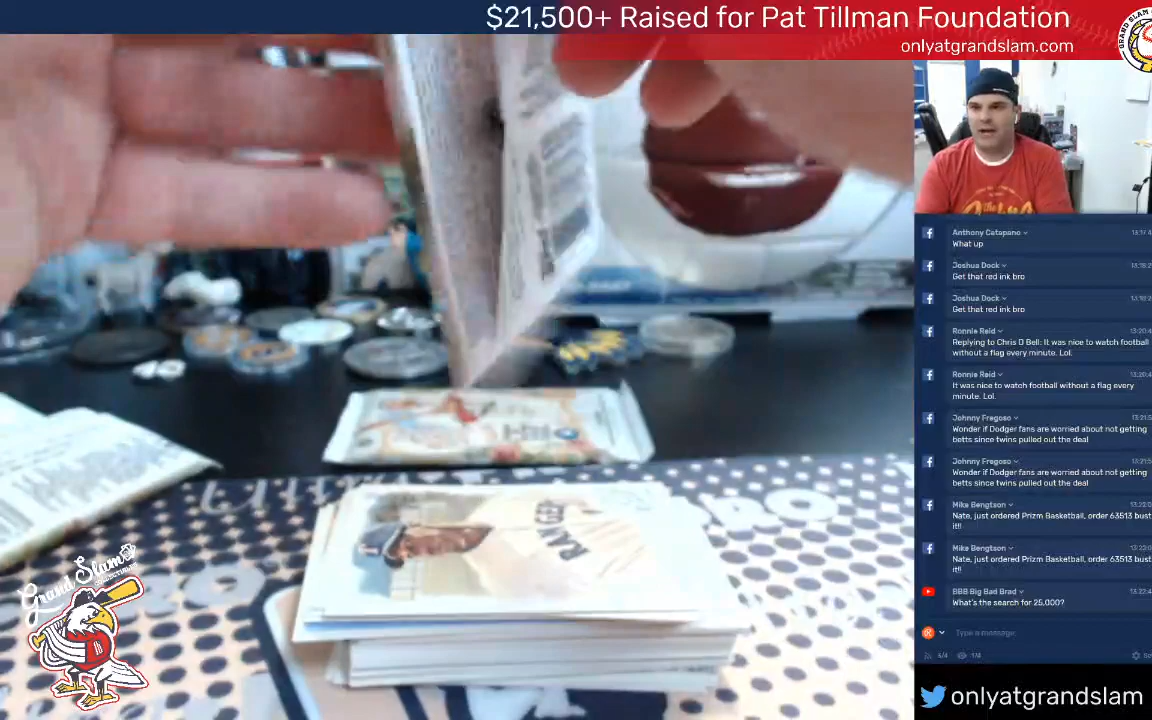 $21,500+ Raised for Pat Tillman Foundation
onlyatgrandslam.com
Anthony Catapano
What up
Joshua Dock
Get that red ink bro
Joshua Dock
Get that red ink bro
Ronnie Reid
Replying to Chris D Bell: It was nice to watch football
without a flag every minute. Lol.
Ronnie Reid
It was nice to watch football without a flag every
minute. Lol.
Johnny Fregoso
Wonder if Dodger fans are worried about not getting
betts since twins pulled out the deal
Johnny Fregoso
Wonder if Dodger fans are worried about not getting
betts since twins pulled out the deal
Mike Bengtson
Nate, just ordered Prizm Basketball, order 63513 bust
it!!
Mike Bengtson
Nate, just ordered Prizm Basketball, order 63513 bust
it!!
BBB Big Bad Brad
What's the search for 25,000?
Type a message
onlyatgrandslam
Grand Slam